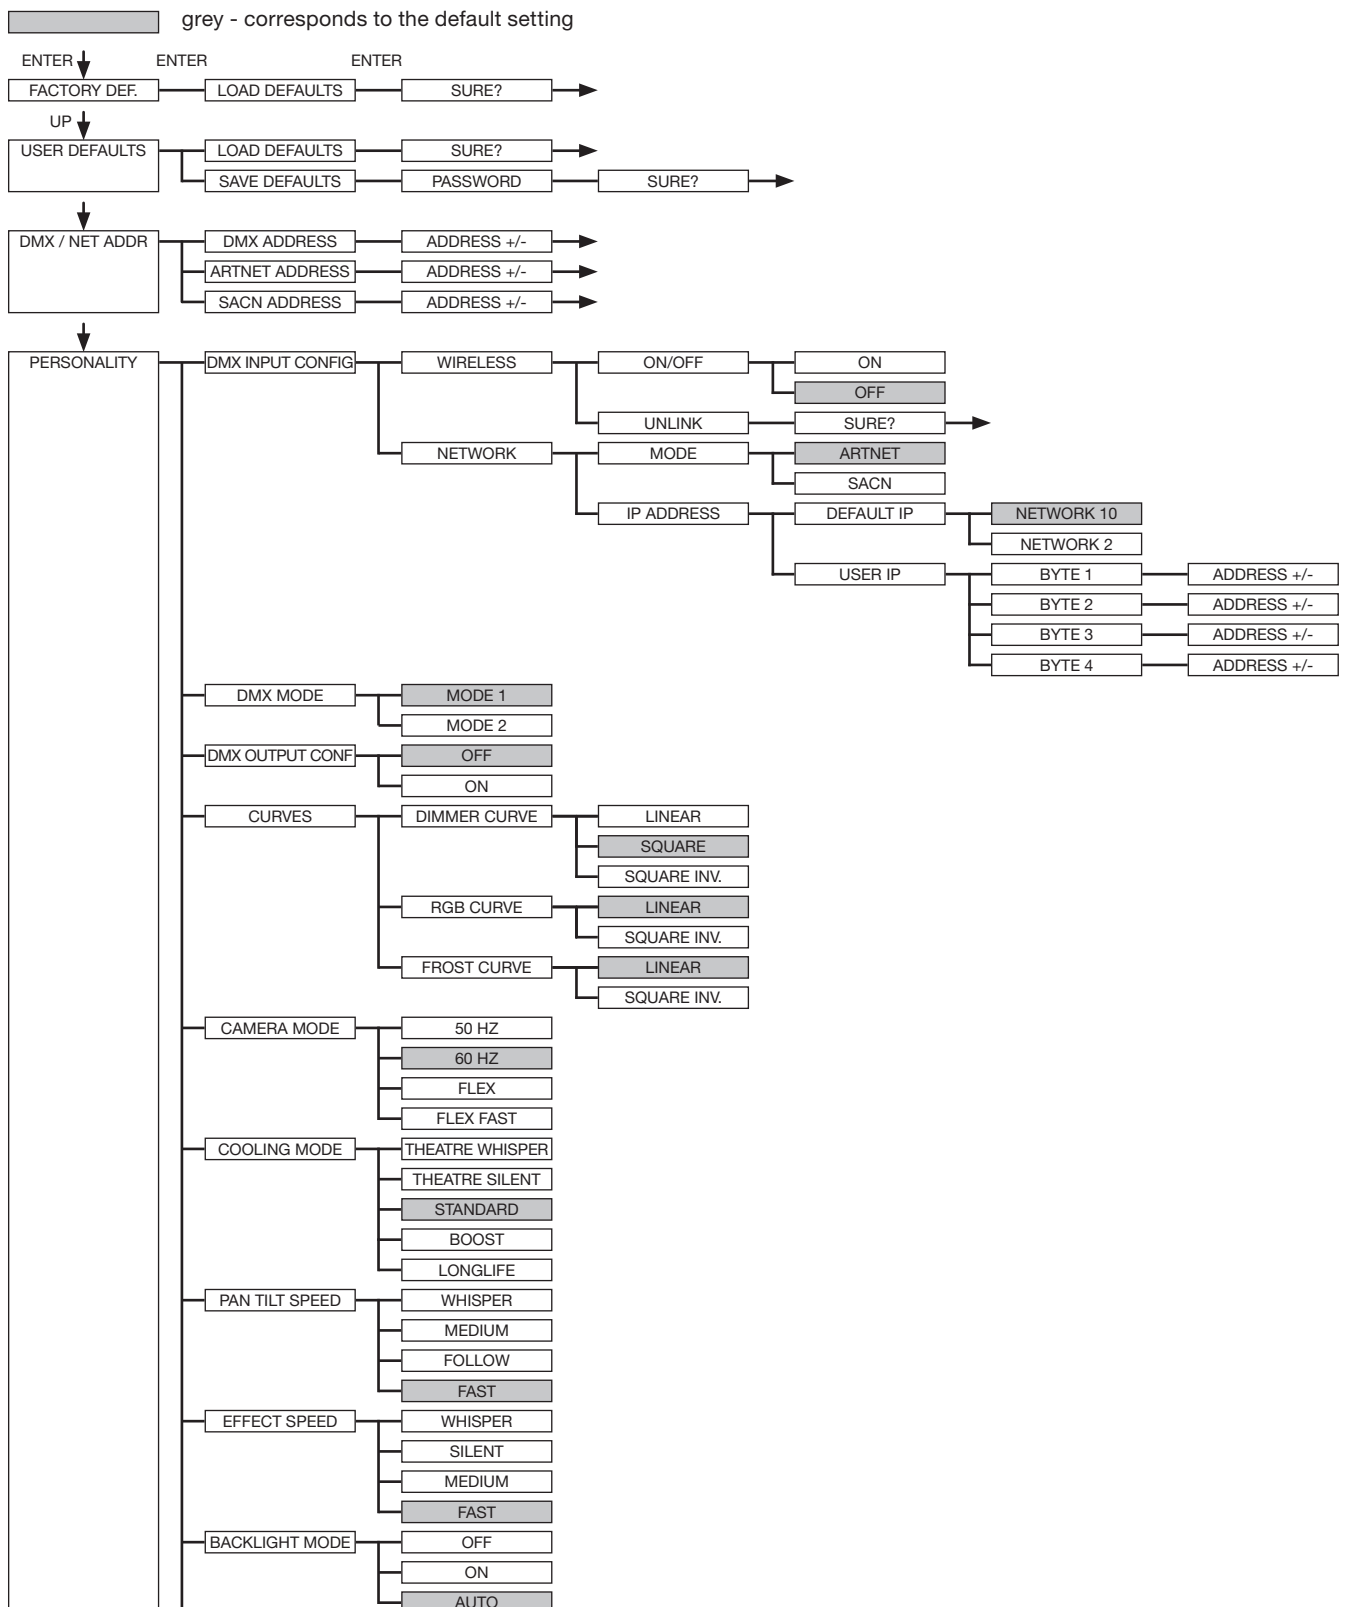 grey - corresponds to the default setting
ENTER ENTER ENTER
FACTORY DEF. LOAD DEFAULTS SURE?
UP
USER DEFAULTS LOAD DEFAULTS SURE?
SAVE DEFAULTS PASSWORD SURE?
DMX / NET ADDR DMX ADDRESS ADDRESS +/-
ARTNET ADDRESS ADDRESS +/-
SACN ADDRESS ADDRESS +/-
PERSONALITY DMX INPUT CONFIG WIRELESS ON/OFF ON
OFF
UNLINK SURE?
NETWORK MODE ARTNET
SACN
IP ADDRESS DEFAULT IP NETWORK 10
NETWORK 2
USER IP BYTE 1 ADDRESS +/-
BYTE 2 ADDRESS +/-
BYTE 3 ADDRESS +/-
BYTE 4 ADDRESS +/-
DMX MODE MODE 1
MODE 2
DMX OUTPUT CONF OFF
ON
CURVES DIMMER CURVE LINEAR
SQUARE
SQUARE INV.
RGB CURVE LINEAR
SQUARE INV.
FROST CURVE LINEAR
SQUARE INV.
CAMERA MODE 50 HZ
60 HZ
FLEX
FLEX FAST
COOLING MODE THEATRE WHISPER
THEATRE SILENT
STANDARD
BOOST
LONGLIFE
PAN TILT SPEED WHISPER
MEDIUM
FOLLOW
FAST
EFFECT SPEED WHISPER
SILENT
MEDIUM
FAST
BACKLIGHT MODE OFF
ON
AUTO